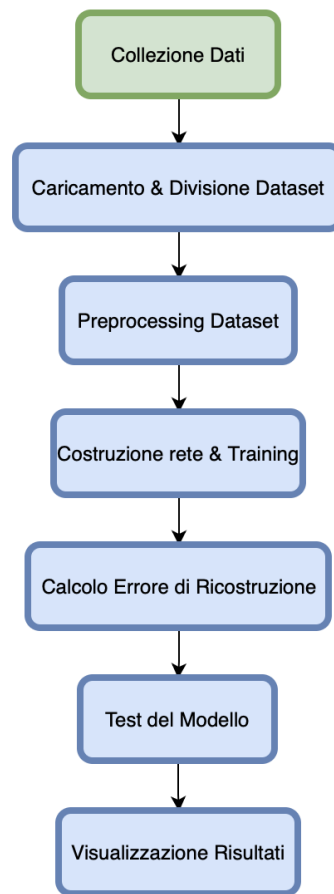 Collezione Dati
Caricamento & Divisione Dataset
Preprocessing Dataset
Costruzione rete & Training
Calcolo Errore di Ricostruzione
Test del Modello
Visualizzazione Risultati